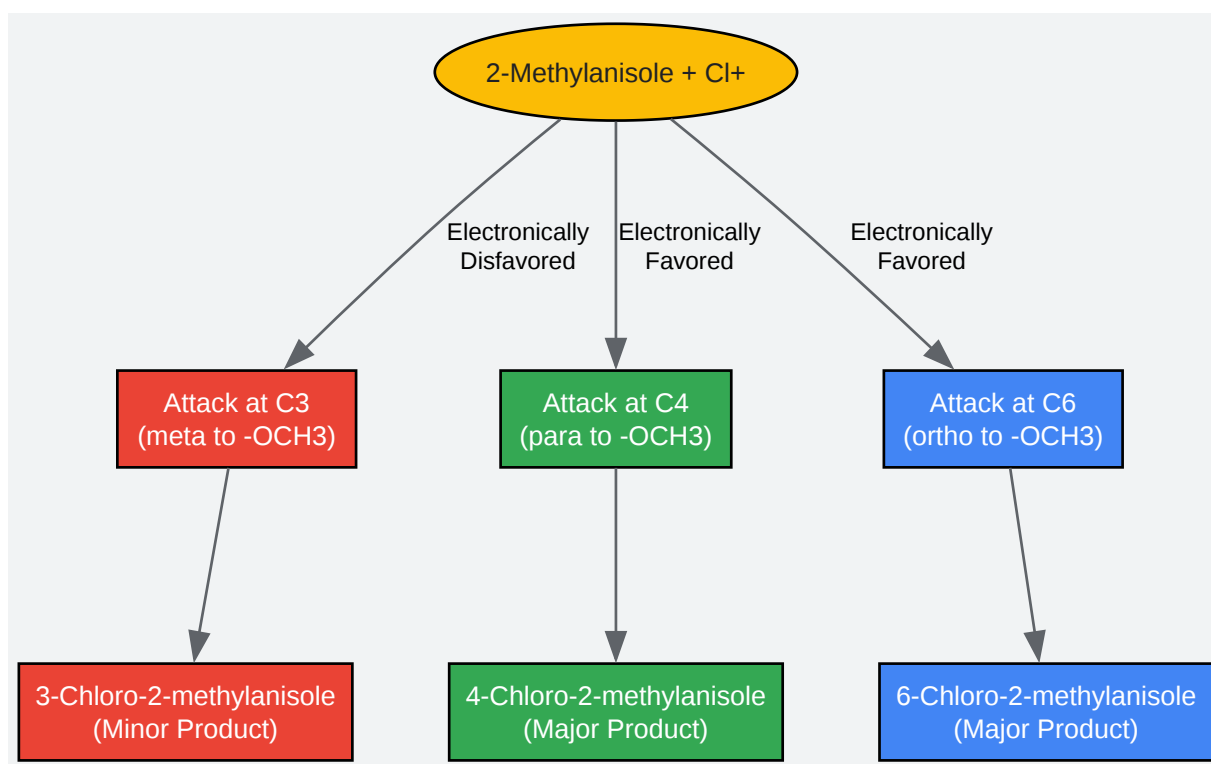 2-Methylanisole + Cl+
Electronically
Disfavored
Electronically
Favored
Electronically
Favored
Attack at C3
(meta to -OCH3)
Attack at C4
(para to -OCH3)
Attack at C6
(ortho to -OCH3)
3-Chloro-2-methylanisole
(Minor Product)
4-Chloro-2-methylanisole
(Major Product)
6-Chloro-2-methylanisole
(Major Product)